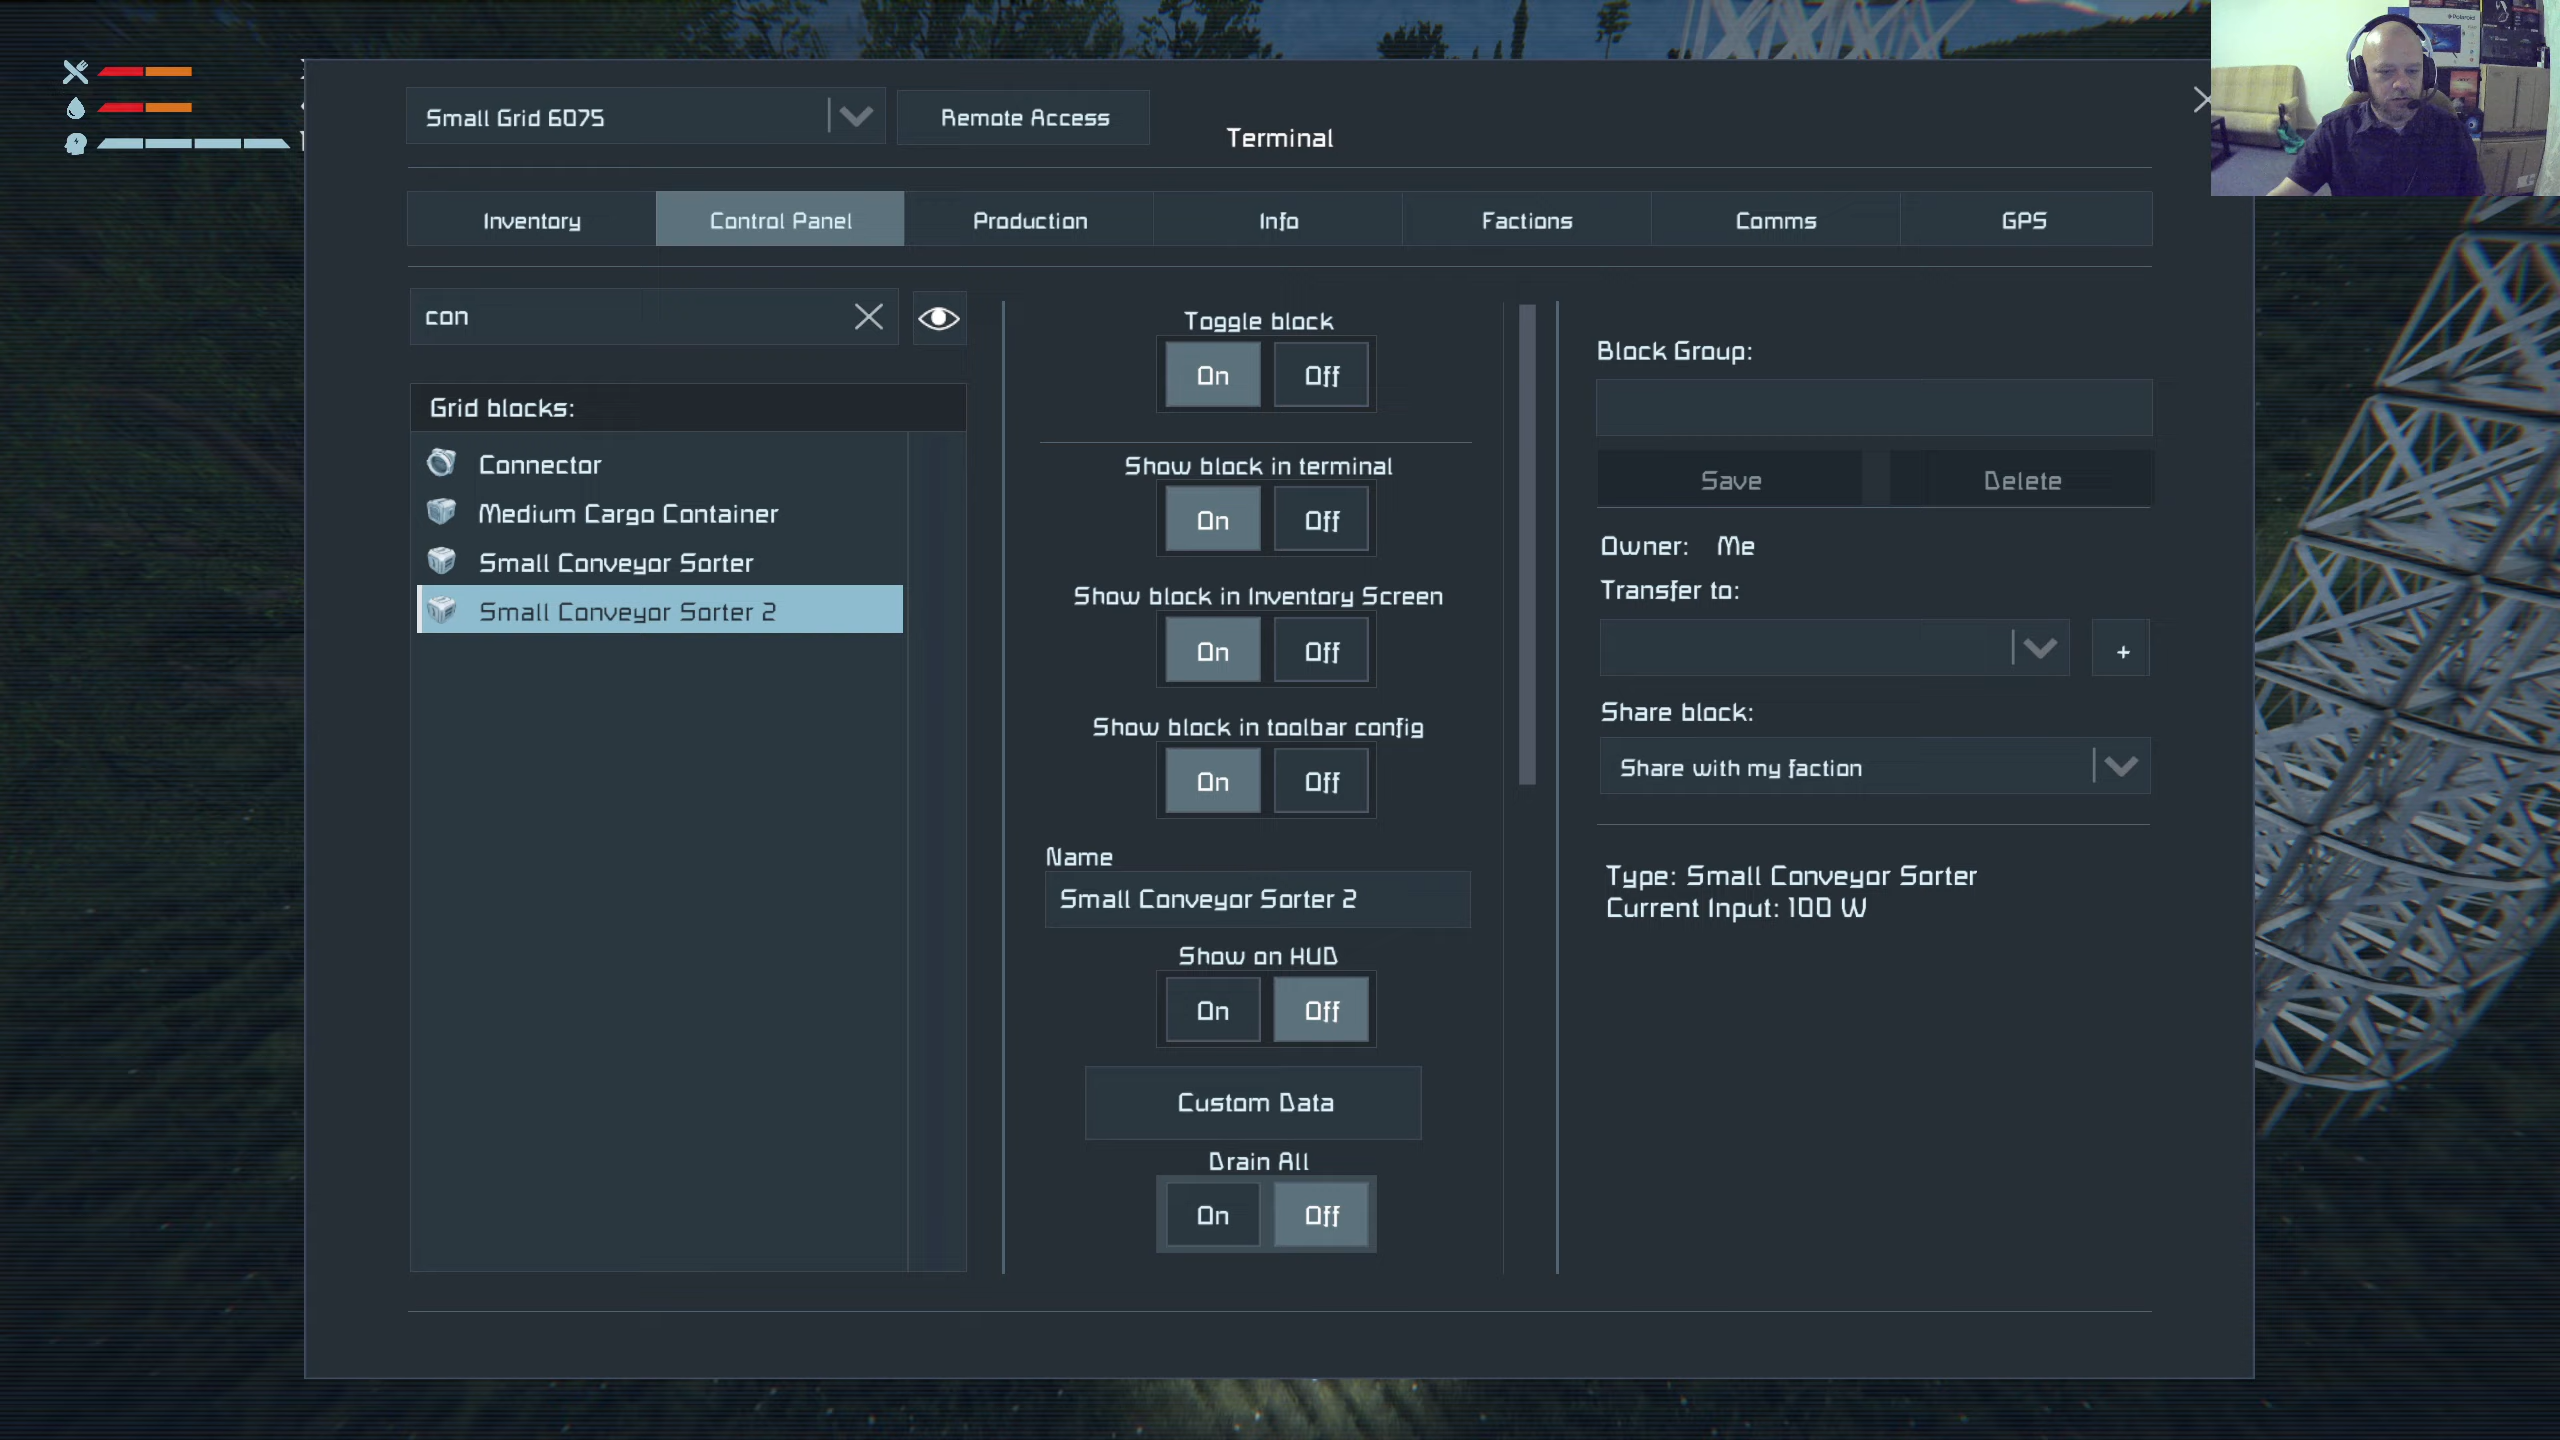 Small Grid 6075
Remote Access
Terminal
Inventory
Control Panel
Production
Info
Factions
Comms
GPS
con
Grid blocks:
Connector
Medium Cargo Container
Small Conveyor Sorter
Small Conveyor Sorter 2
Toggle block
On Off
Show block in terminal
On Off
Show block in Inventory Screen
On Off
Show block in toolbar config
On Off
Name
Small Conveyor Sorter 2
Show on HUD
On Off
Custom Data
Drain All
On Off
Block Group:
Save
Delete
Owner: Me
Transfer to:
+
Share block:
Share with my faction
Type: Small Conveyor Sorter
Current Input: 100 W